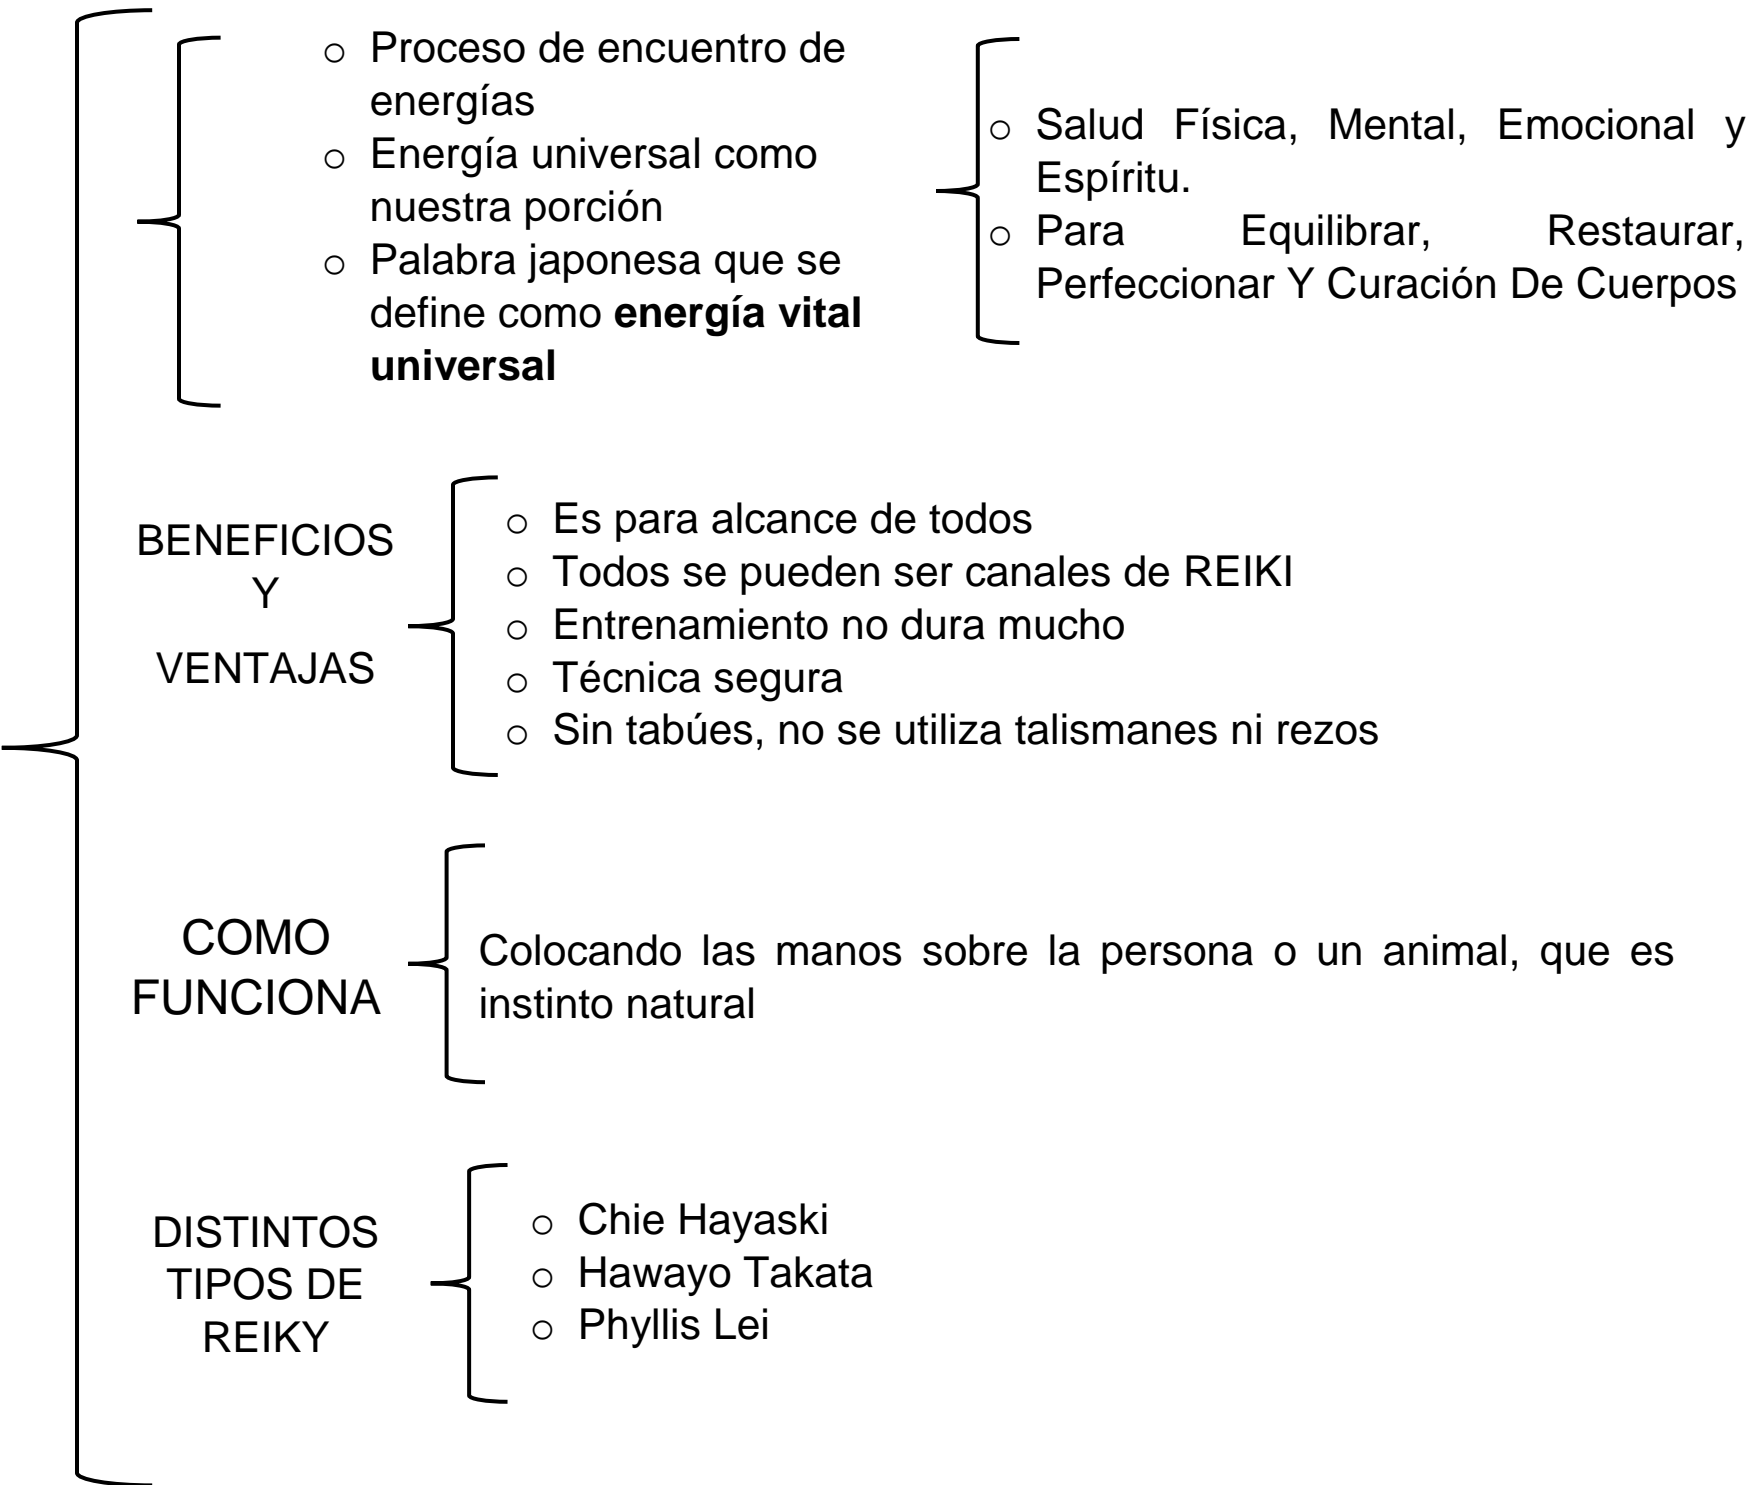 ○ Proceso de encuentro de
energías
○ Energía universal como
nuestra porción
○ Palabra japonesa que se
define como energía vital
universal
○ Salud Física, Mental, Emocional y
Espíritu.
○ Para Equilibrar, Restaurar,
Perfeccionar Y Curación De Cuerpos
BENEFICIOS
Y
VENTAJAS
○ Es para alcance de todos
○ Todos se pueden ser canales de REIKI
○ Entrenamiento no dura mucho
○ Técnica segura
○ Sin tabúes, no se utiliza talismanes ni rezos
COMO
FUNCIONA
Colocando las manos sobre la persona o un animal, que es
instinto natural
DISTINTOS
TIPOS DE
REIKY
○ Chie Hayaski
○ Hawayo Takata
○ Phyllis Lei